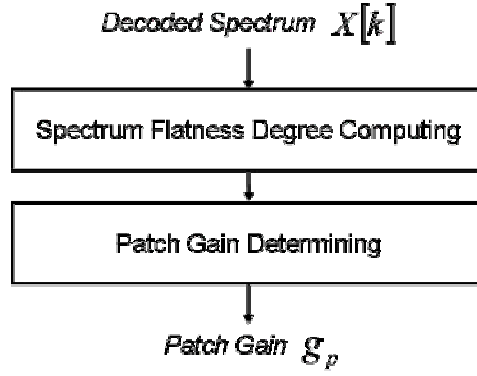 Decoded Spectrum X[k]
Spectrum Flatness Degree Computing
Patch Gain Determining
Patch Gain g_p